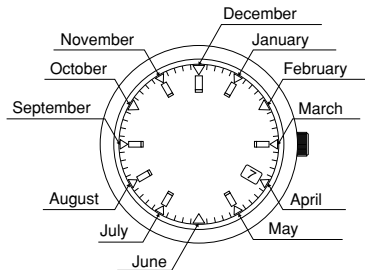 December
November
January
October
February
September
March
7
August
April
July
May
June